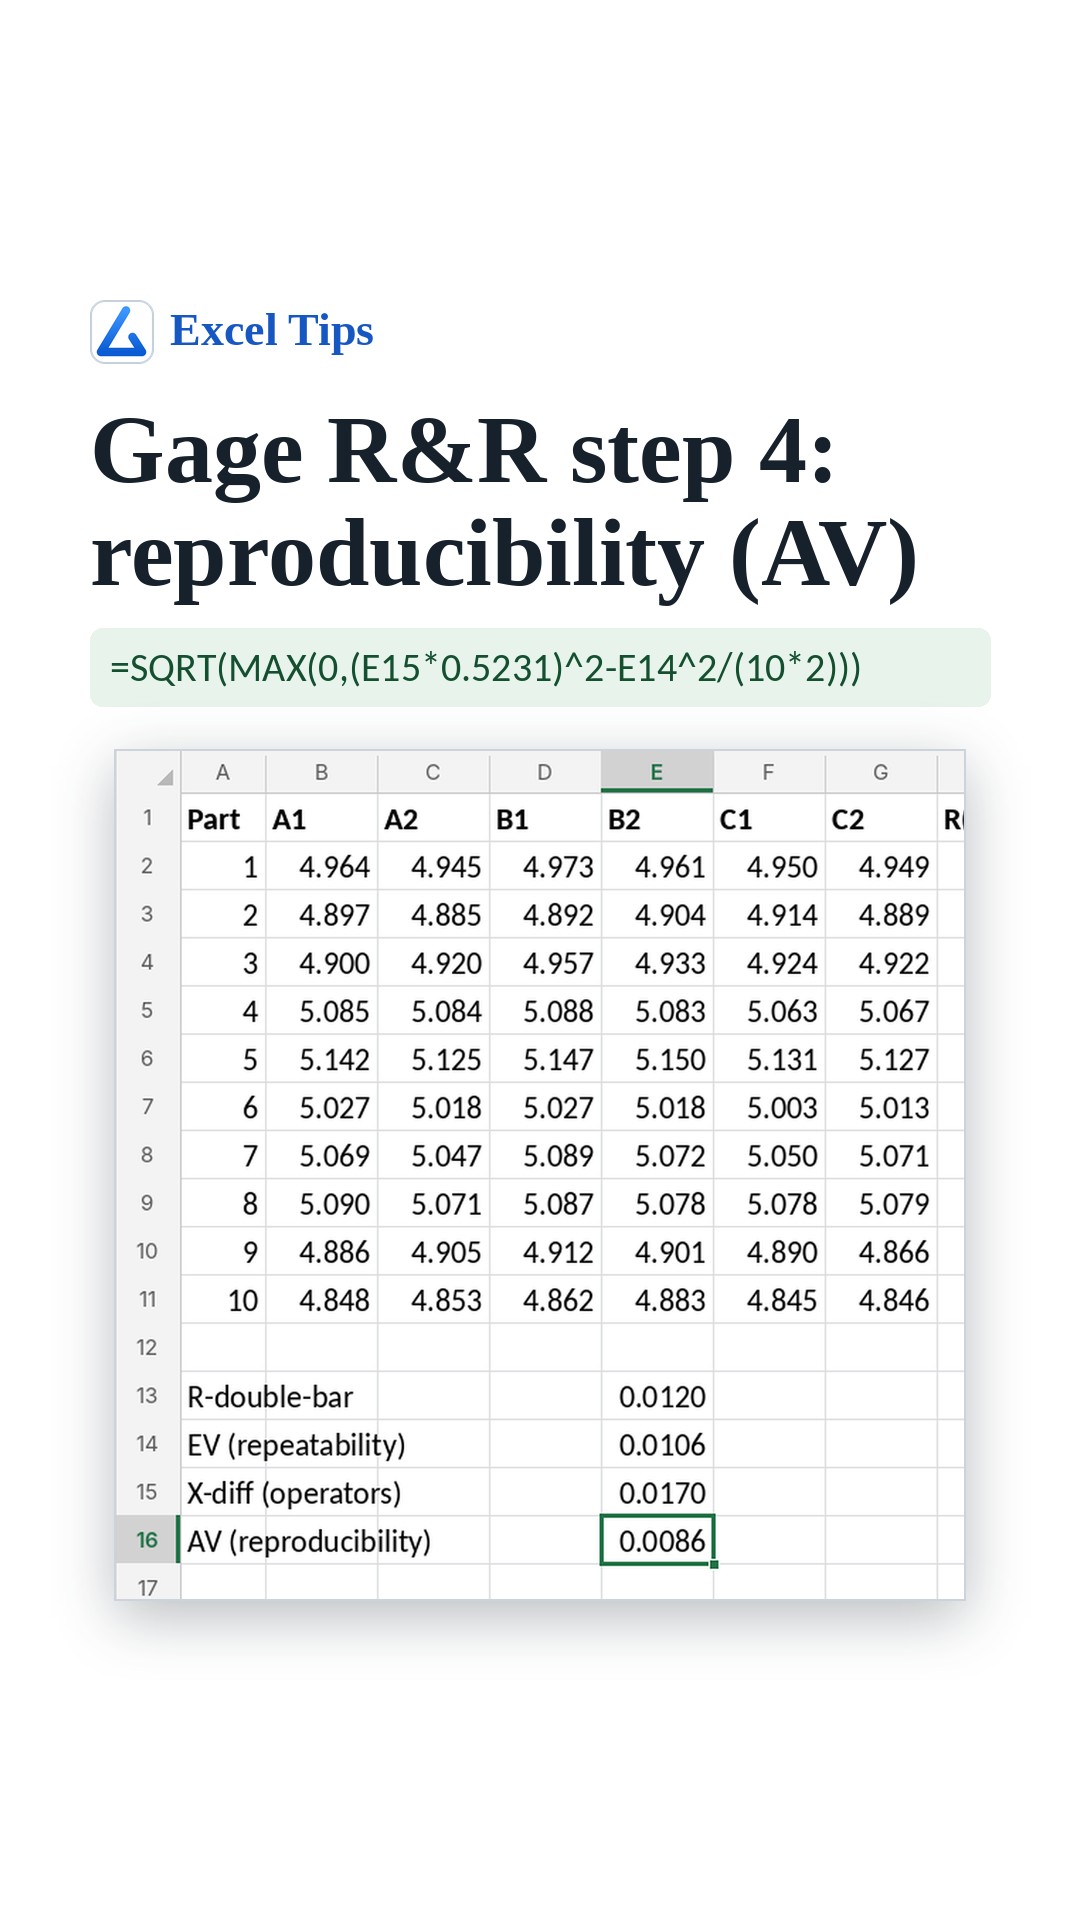 Excel Tips
Gage R&R step 4:
reproducibility (AV)
=SQRT(MAX(0,(E15*0.5231)^2-E14^2/(10*2)))
A B C D E F G
1 Part A1 A2 B1 B2 C1 C2
2 1 4.964 4.945 4.973 4.961 4.950 4.949
3 2 4.897 4.885 4.892 4.904 4.914 4.889
4 3 4.900 4.920 4.957 4.933 4.924 4.922
5 4 5.085 5.084 5.088 5.083 5.063 5.067
6 5 5.142 5.125 5.147 5.150 5.131 5.127
7 6 5.027 5.018 5.027 5.018 5.003 5.013
8 7 5.069 5.047 5.089 5.072 5.050 5.071
9 8 5.090 5.071 5.087 5.078 5.078 5.079
10 9 4.886 4.905 4.912 4.901 4.890 4.866
11 10 4.848 4.853 4.862 4.883 4.845 4.846
12
13 R-double-bar 0.0120
14 EV (repeatability) 0.0106
15 X-diff (operators) 0.0170
16 AV (reproducibility) 0.0086
17